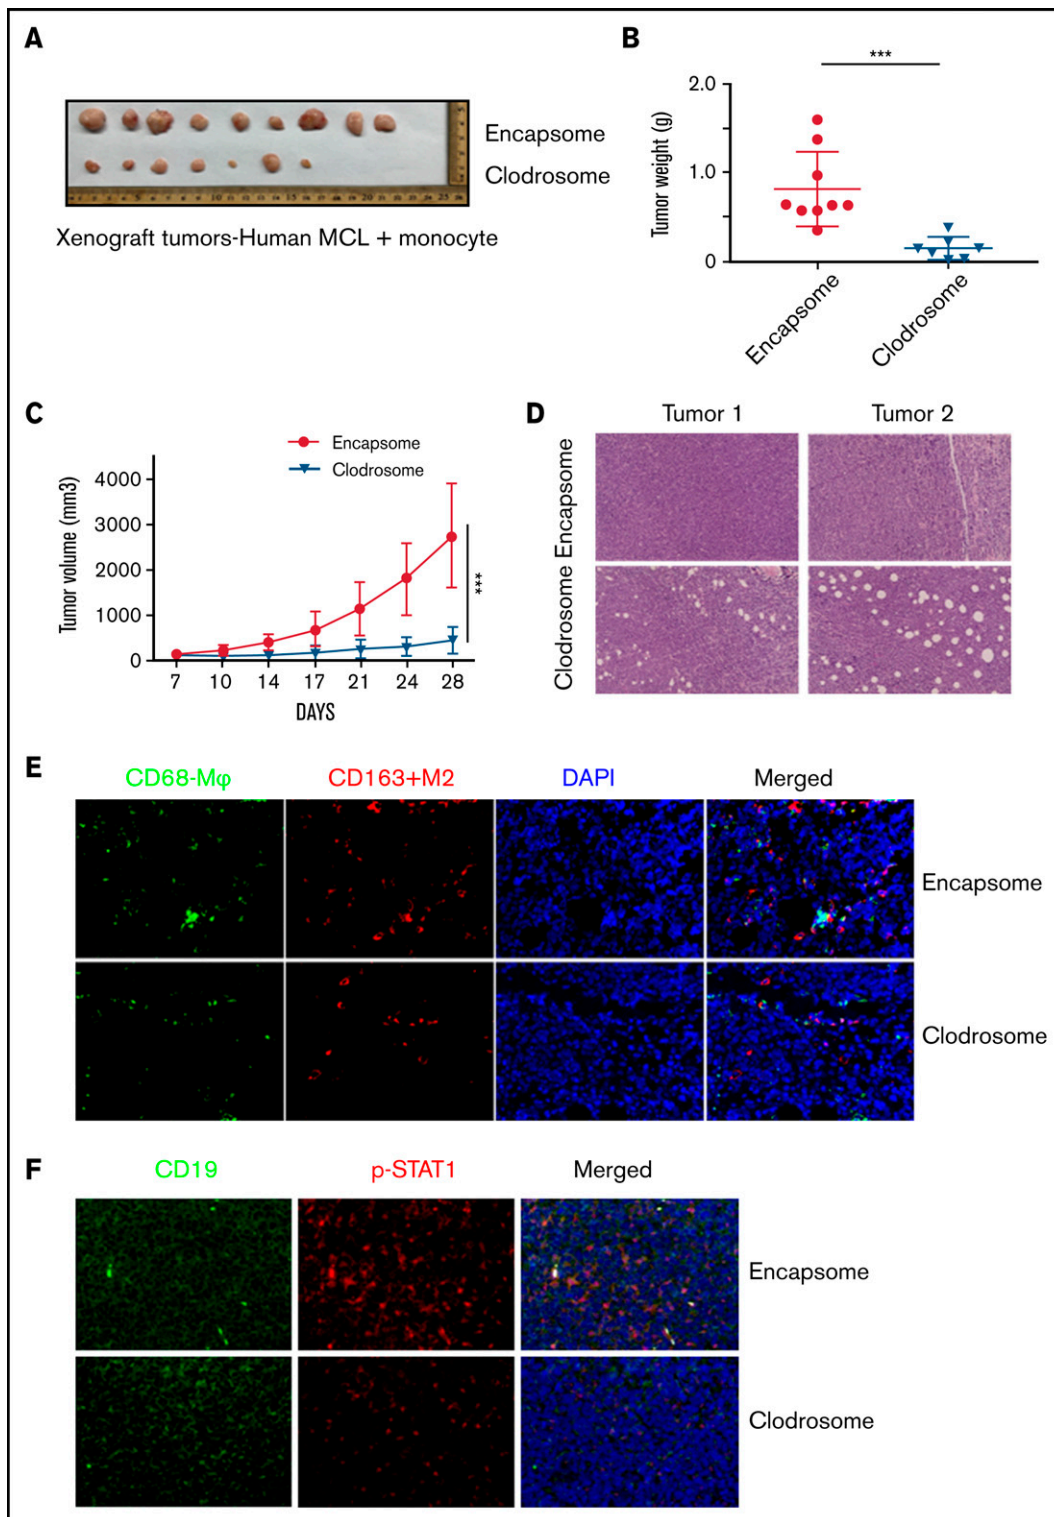 A
Encapsome
Clodrosome
Xenograft tumors-Human MCL + monocyte
B
***
2.0
1.0
0
Tumor weight (g)
Encapsome
Clodrosome
C
Encapsome
Clodrosome
4000
3000
2000
1000
0
Tumor volume (mm3)
***
7 10 14 17 21 24 28
DAYS
D
Tumor 1 Tumor 2
Encapsome
Clodrosome
E
CD68-Mφ CD163+M2 DAPI Merged
Encapsome
Clodrosome
F
CD19 p-STAT1 Merged
Encapsome
Clodrosome